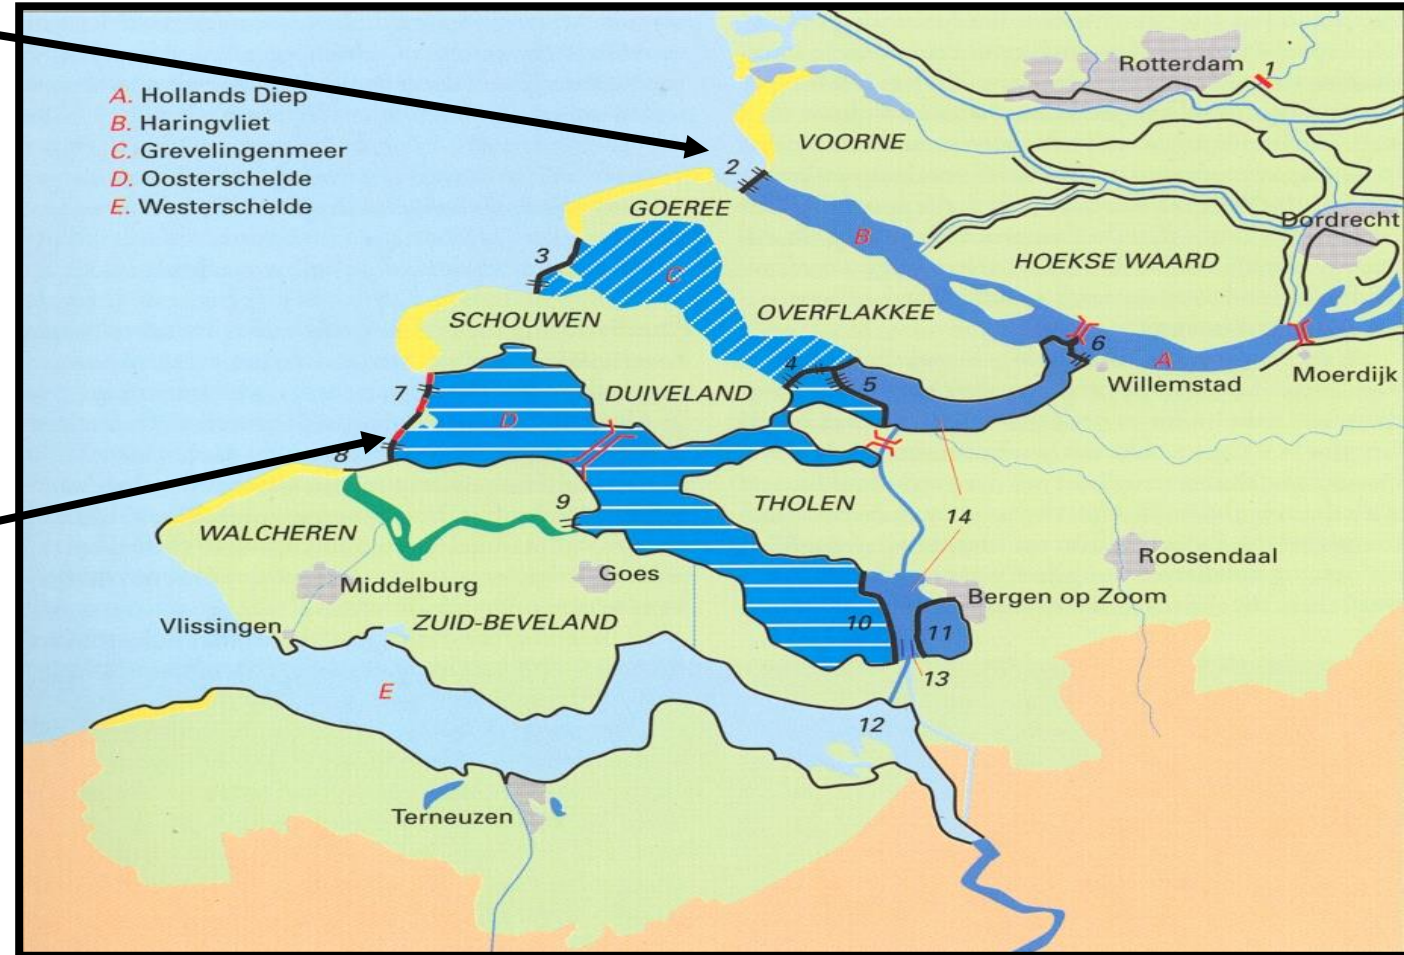 A. Hollands Diep
B. Haringvliet
C. Grevelingenmeer
D. Oosterschelde
E. Westerschelde
Rotterdam
1
VOORNE
2
GOEREE
B
Dordrecht
3
C
HOEKSE WAARD
SCHOUWEN
OVERFLAKKEE
6
A
4
5
Willemstad
Moerdijk
7
D
DUIVELAND
8
9
THOLEN
14
WALCHEREN
Roosendaal
Middelburg
Goes
Bergen op Zoom
Vlissingen
ZUID-BEVELAND
10
11
13
E
12
Terneuzen